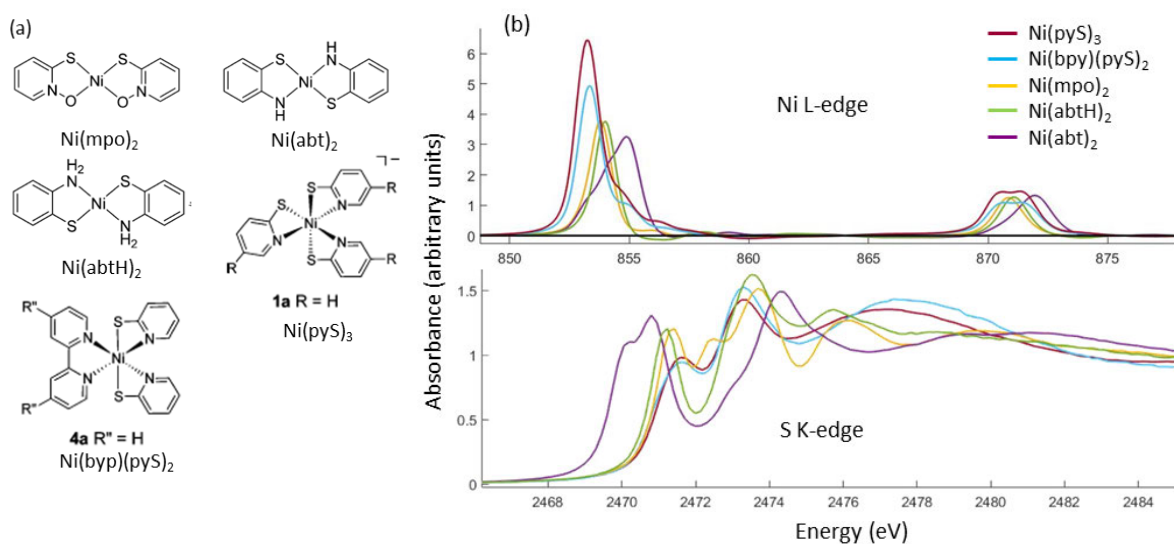 (a)
S
S
Ni
N
O
O
N
Ni(mpo)₂
H
S
N
Ni
N
H
S
Ni(abt)₂
NH₂
S
Ni
S
N
H₂
Ni(abtH)₂
⁻
R
S
S
N
Ni
N
N
S
R
R
1a R = H
Ni(pyS)₃
R"
S
N
N
Ni
N
N
S
R"
4a R" = H
Ni(byp)(pyS)₂
(b)
Ni(pyS)₃
Ni(bpy)(pyS)₂
Ni(mpo)₂
Ni(abtH)₂
Ni(abt)₂
Ni L-edge
6
5
4
3
2
1
0
850 855 860 865 870 875
Absorbance (arbitrary units)
1.5
1
0.5
0
S K-edge
2468 2470 2472 2474 2476 2478 2480 2482 2484
Energy (eV)